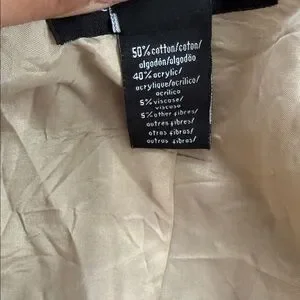 50% cotton/coton/
algodón/algodão
40% acrylic/
acrylique/acrílico/
acrílico
5% viscose/
viscosa
5% other fibres/
autres fibres/
otras fibras/
outras fibras/